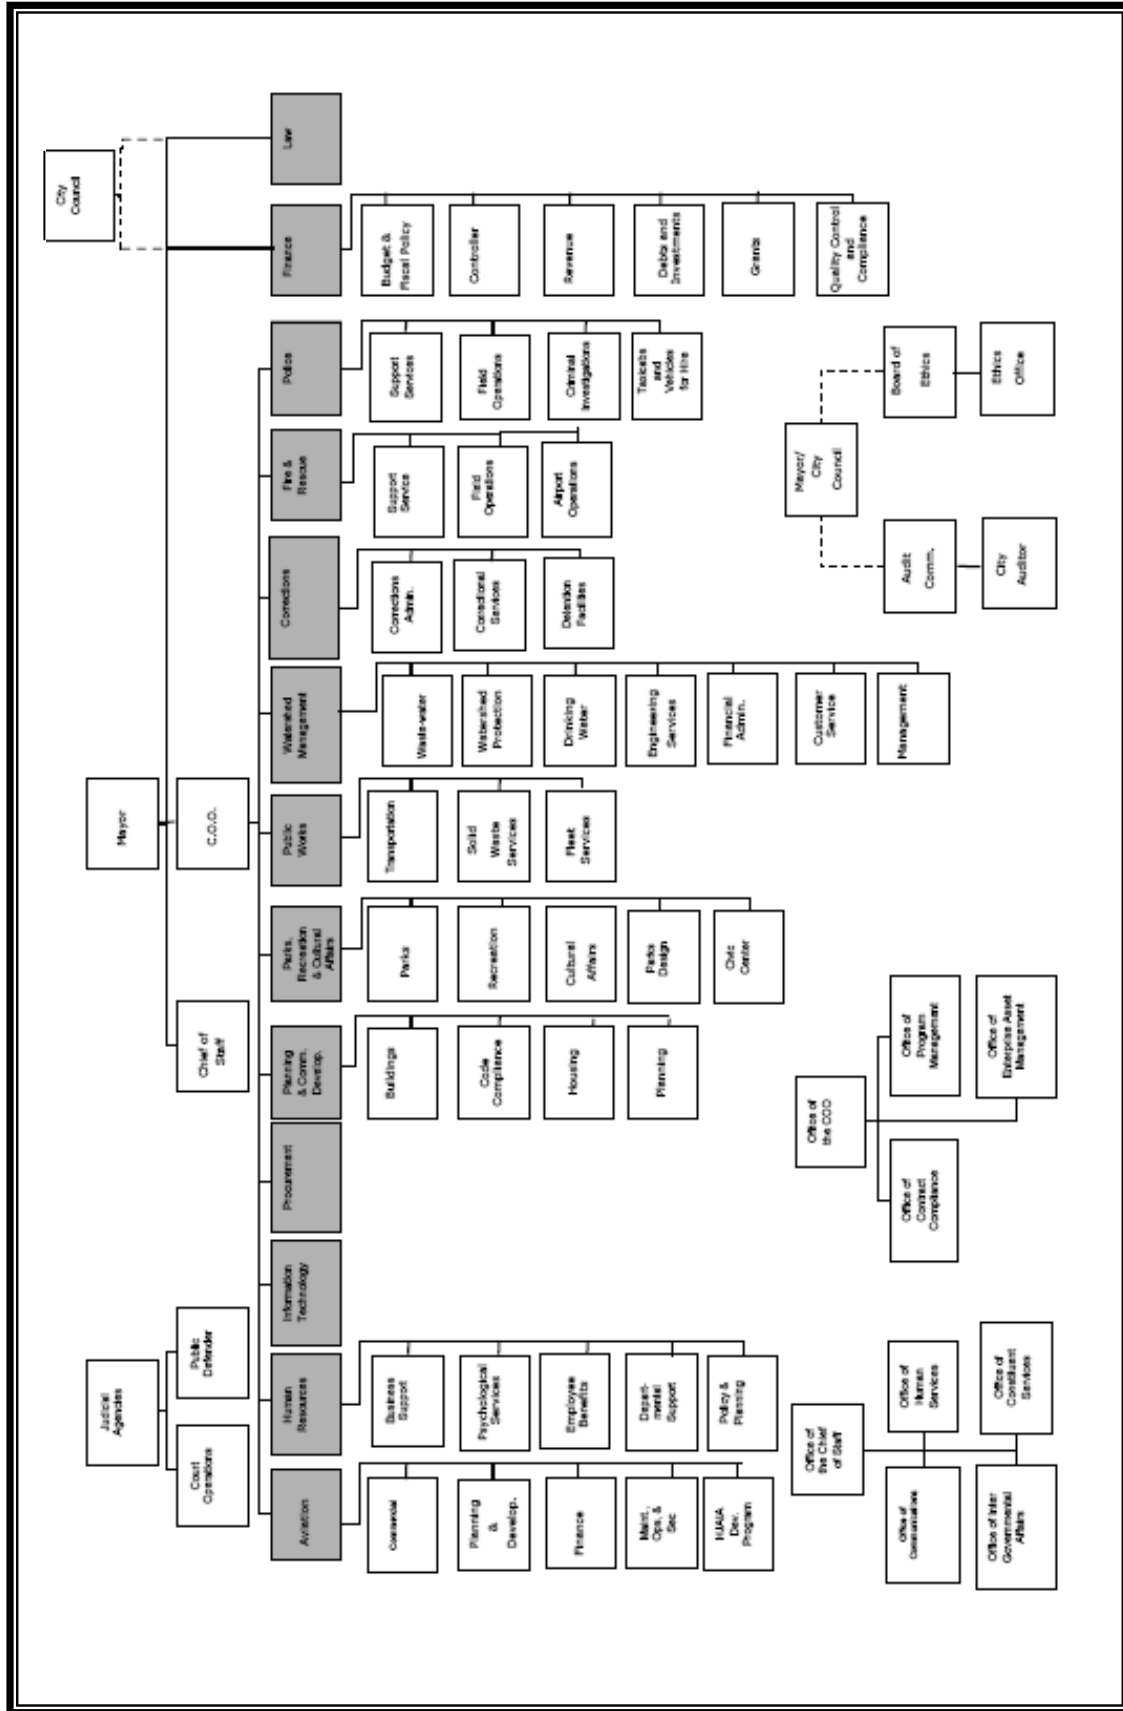 City
Council
Mayor
Judicial
Agencies
Chief of
Staff
C.O.O.
Court
Operations
Public
Defender
Aviation
Human
Resources
Information
Technology
Procurement
Planning
& Comm.
Develop.
Parks,
Recreation
& Cultural
Affairs
Public
Works
Watershed
Management
Corrections
Fire &
Rescue
Police
Finance
Law
Commercial
Planning
&
Develop.
Finance
Maint.,
Ops, &
Sec
HJAIA
Dev.
Program
Business
Support
Psychological
Services
Employee
Benefits
Depart-
mental
Support
Policy &
Planning
Buildings
Code
Compliance
Housing
Planning
Parks
Recreation
Cultural
Affairs
Parks
Design
Civic
Center
Transportation
Solid
Waste
Services
Fleet
Services
Waste-water
Watershed
Protection
Drinking
Water
Engineering
Services
Financial
Admin.
Customer
Service
Management
Corrections
Admin.
Correctional
Services
Detention
Facilities
Support
Service
Field
Operations
Airport
Operations
Support
Services
Field
Operations
Criminal
Investigations
Taxicabs
and
Vehicles
for Hire
Budget &
Fiscal Policy
Controller
Revenue
Debts and
Investments
Grants
Quality Control
and
Compliance
Office of
the Chief
of Staff
Office of
Communications
Office of
Human
Services
Office of Inter
Governmental
Affairs
Office of
Constituent
Services
Office of
the COO
Office of
Contract
Compliance
Office of
Program
Management
Office of
Enterprise Asset
Management
Mayor/
City
Council
Audit
Comm.
Board of
Ethics
City
Auditor
Ethics
Office